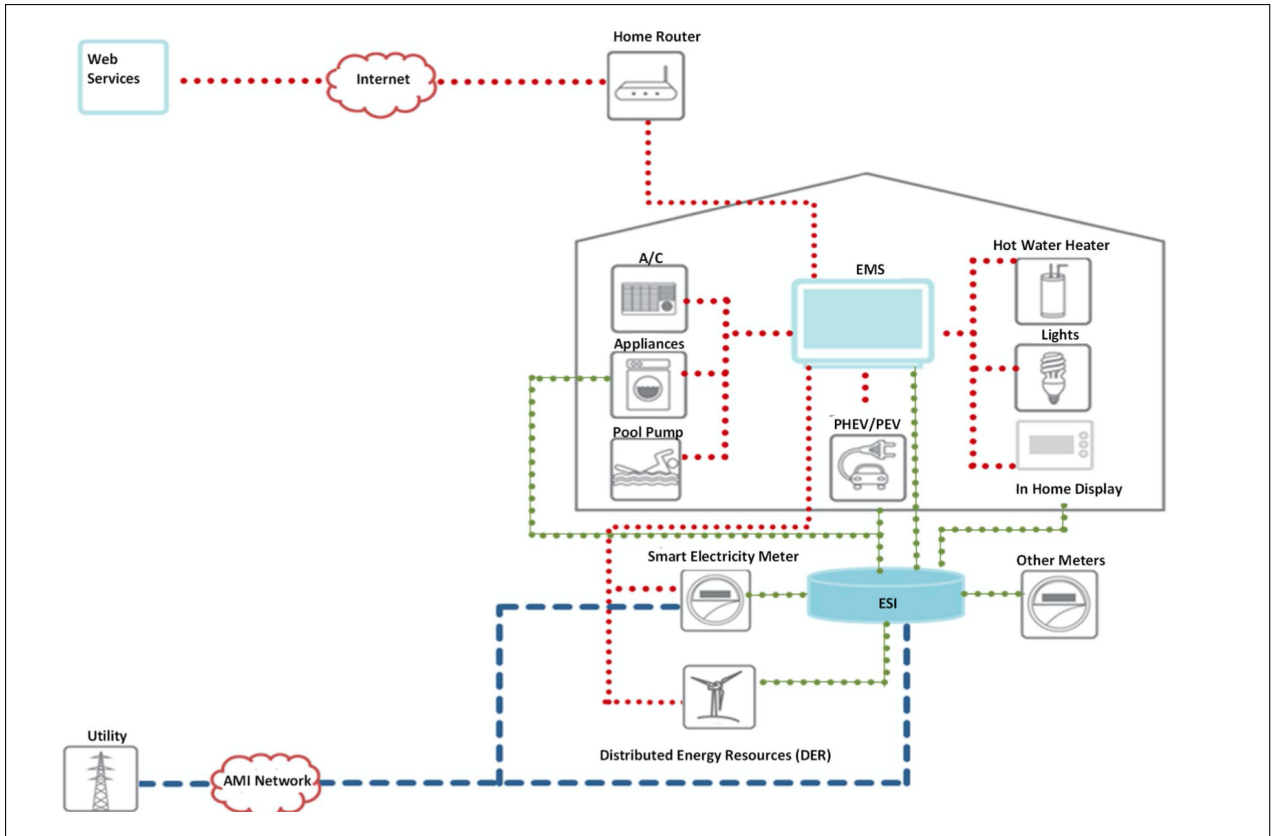 Home Router
Web
Services
Internet
Hot Water Heater
A/C
EMS
Lights
Appliances
PHEV/PEV
Pool Pump
In Home Display
Smart Electricity Meter
Other Meters
ESI
Utility
Distributed Energy Resources (DER)
AMI Network